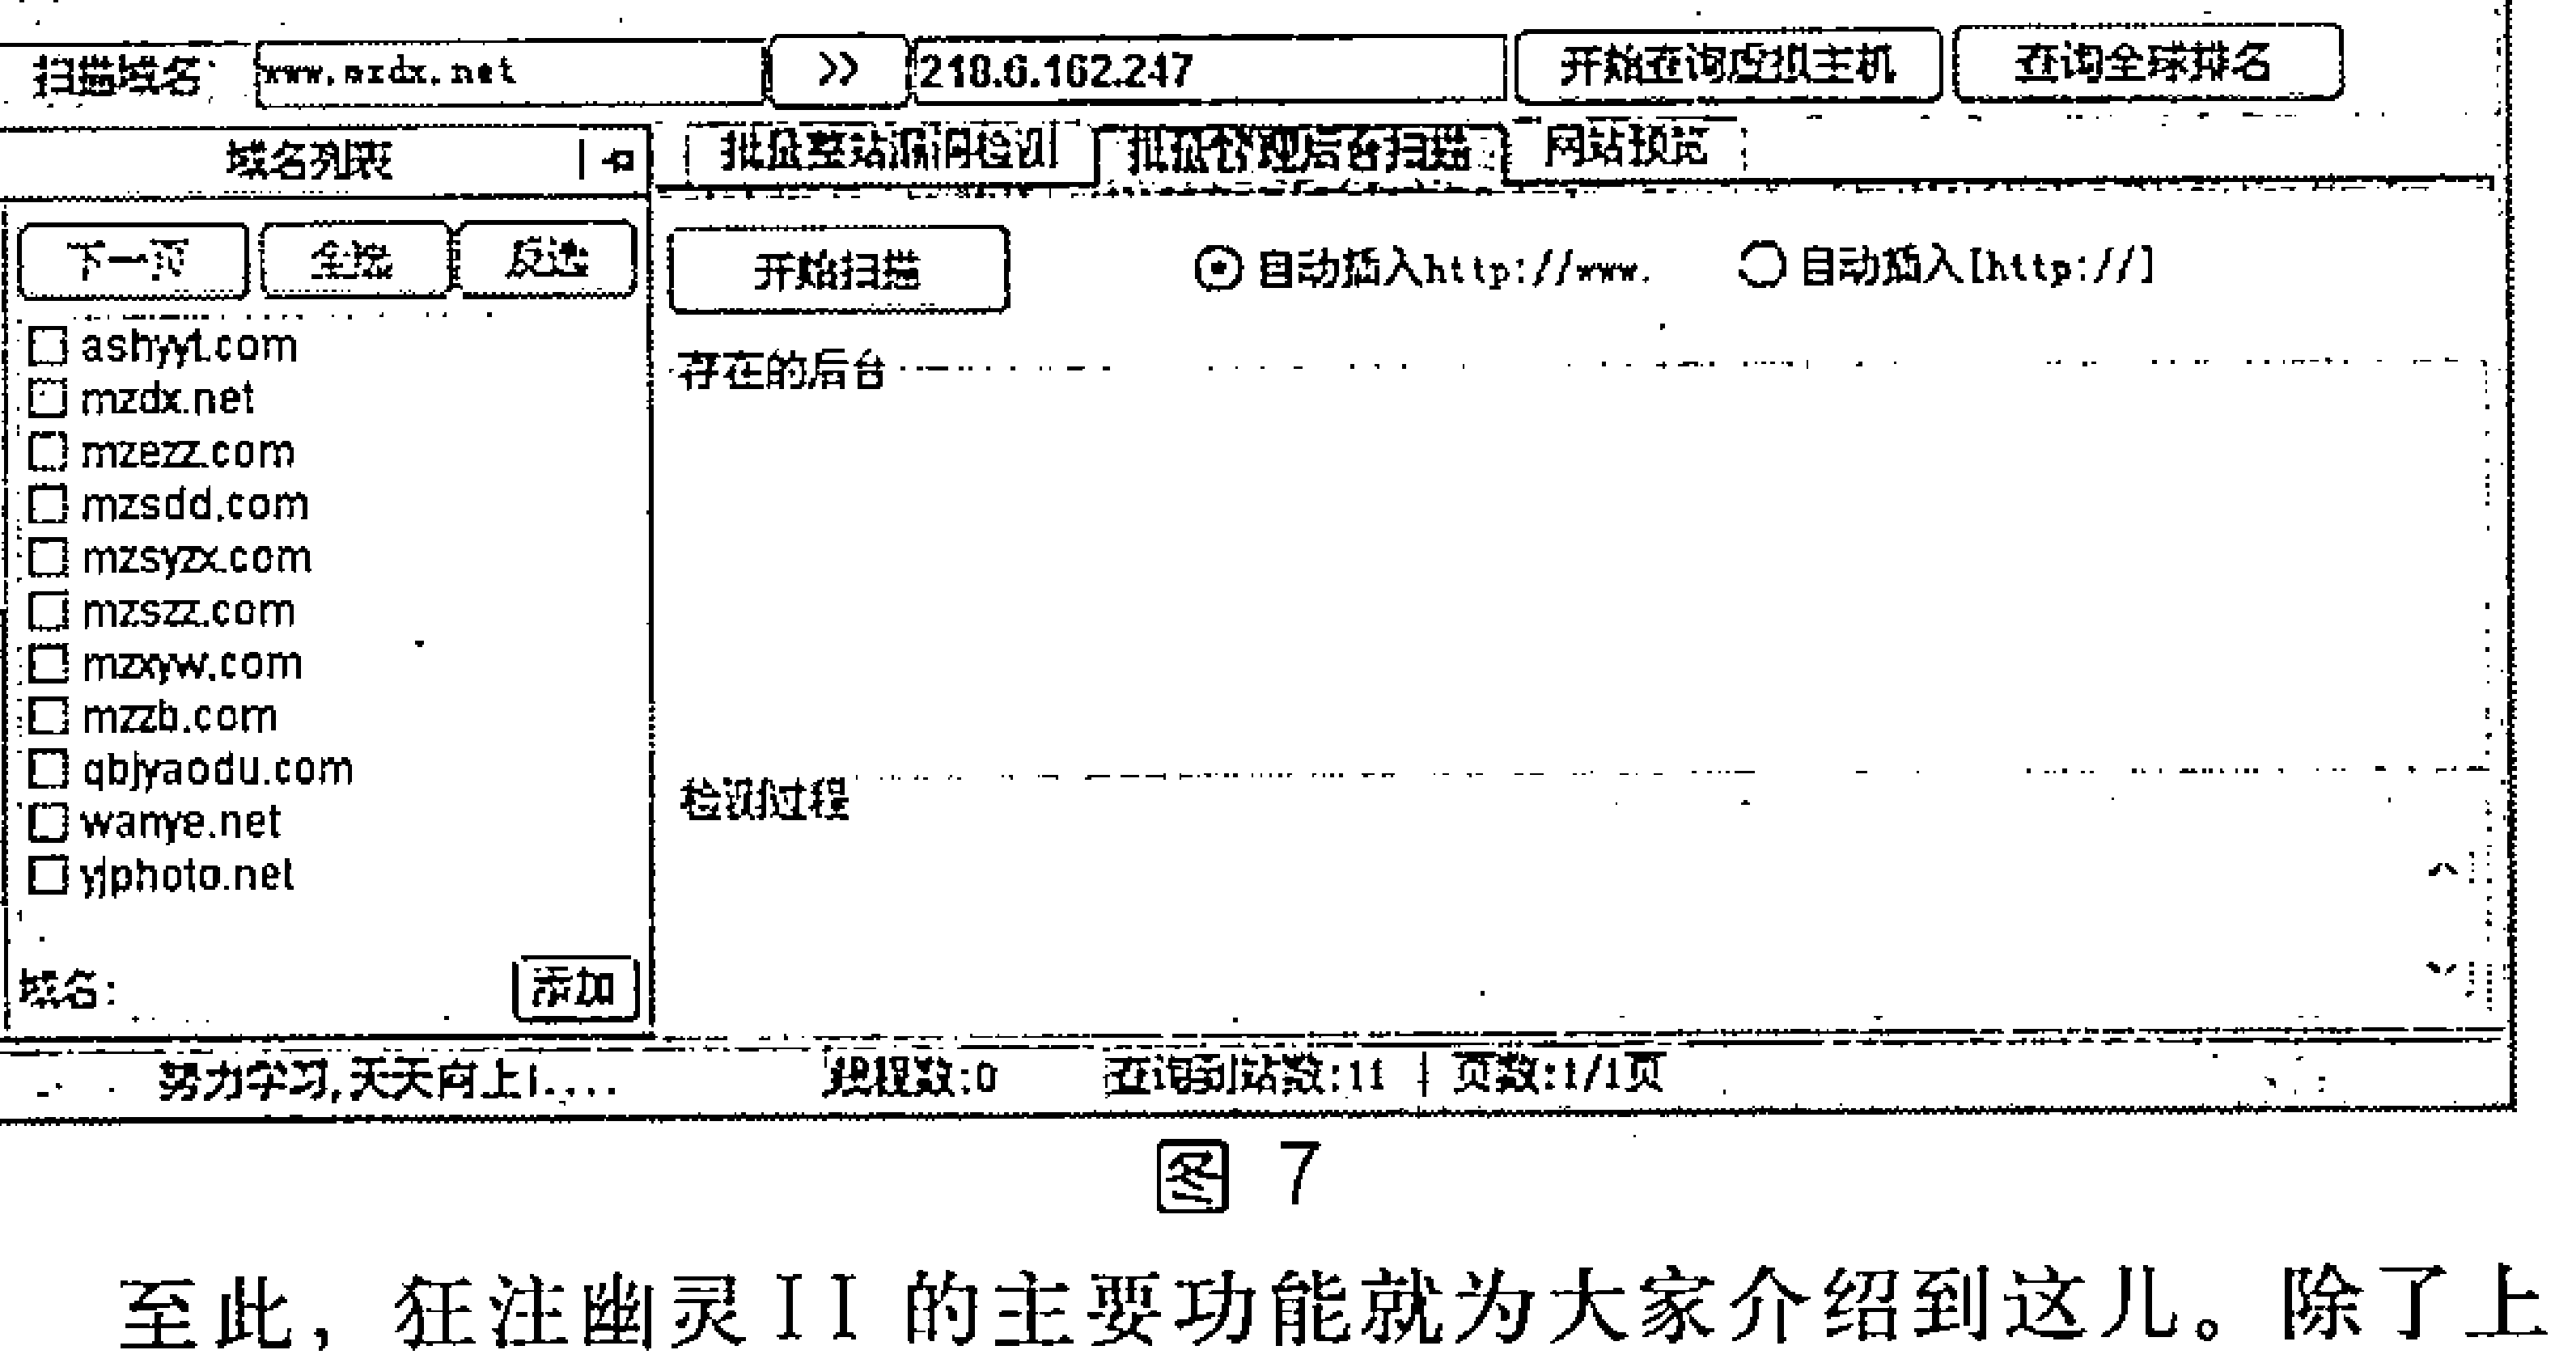 扫描域名 www.mzdx.net >> 218.6.162.247 开始查询虚拟主机 查询全球排名
域名列表 批量整站漏洞检测 批量管理后台扫描 网站预览
下一页 全选 反选 开始扫描 自动插入http://www. 自动插入[http://]
ashyyt.com
存在的后台
mzdx.net
mzezz.com
mzsdd.com
mzsyzx.com
mzszz.com
mzxyw.com
mzzb.com
qbjyaodu.com
检测过程
wanye.net
yjphoto.net
域名: 添加
努力学习,天天向上!.... 线程数:0 查询到站数:11 | 页数:1/1页
图 7
至此，狂注幽灵II 的主要功能就为大家介绍到这儿。除了上